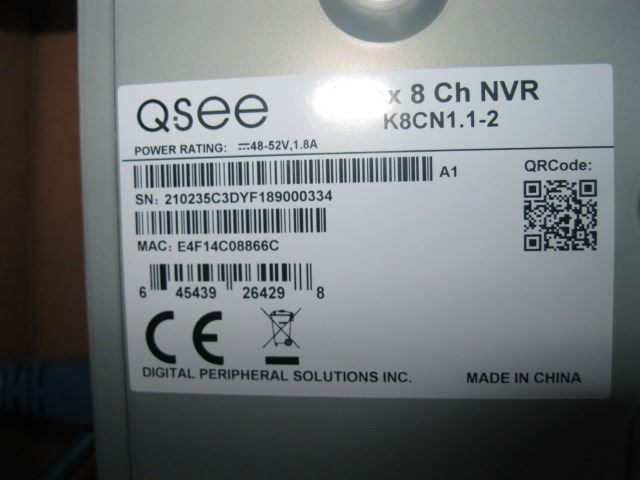 Q-See
x 8 Ch NVR
K8CN1.1-2
POWER RATING: ⎓48-52V,1.8A
A1
QRCode:
SN: 210235C3DYF189000334
MAC: E4F14C08866C
6 45439 26429 8
CE
DIGITAL PERIPHERAL SOLUTIONS INC.
MADE IN CHINA